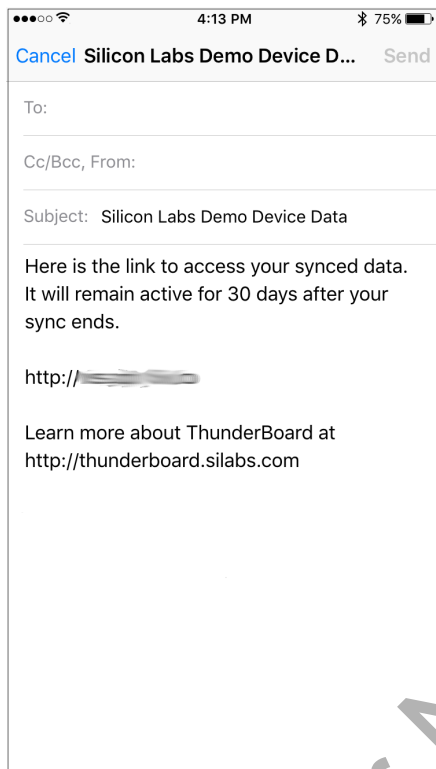 4:13 PM
75%
Cancel Silicon Labs Demo Device D... Send
To:
Cc/Bcc, From:
Subject: Silicon Labs Demo Device Data
Here is the link to access your synced data.
It will remain active for 30 days after your
sync ends.
http://
Learn more about ThunderBoard at
http://thunderboard.silabs.com